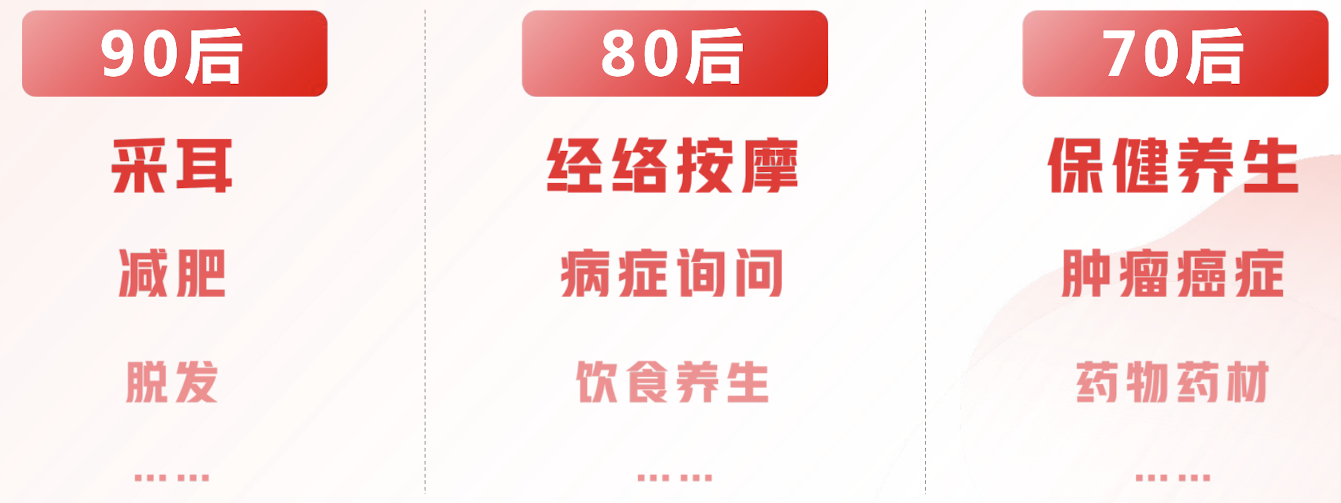 90后
采耳
减肥
脱发
……
80后
经络按摩
病症询问
饮食养生
……
70后
保健养生
肿瘤癌症
药物药材
……